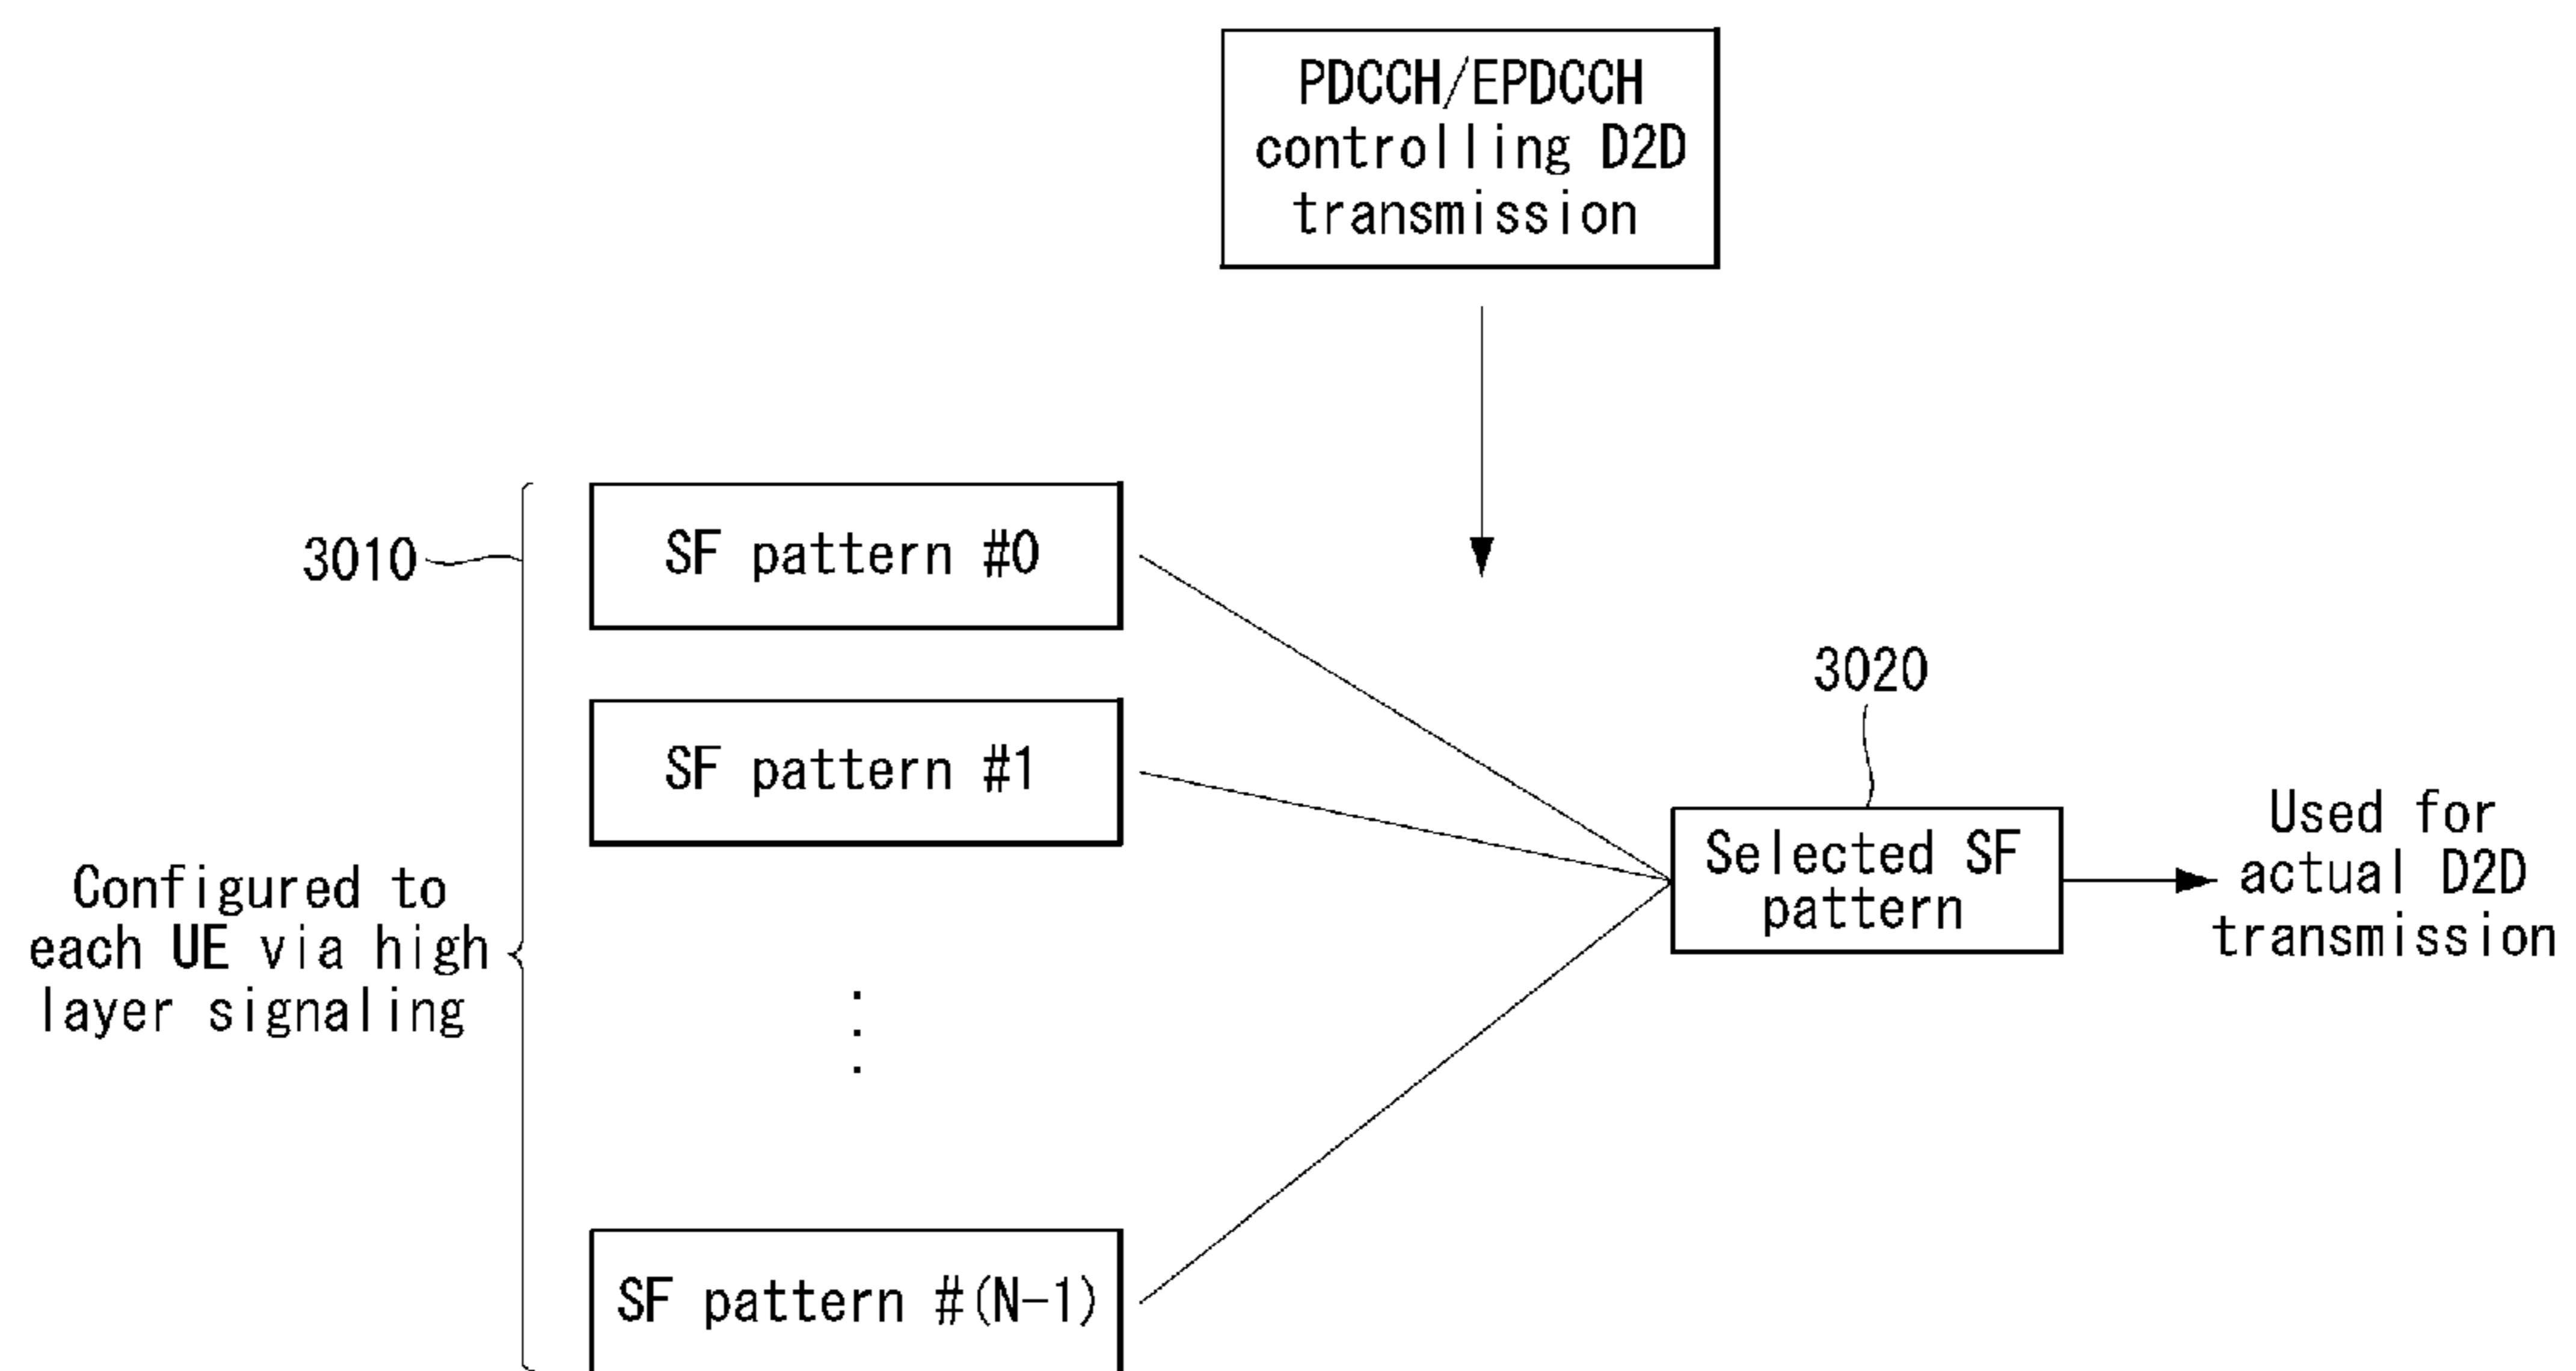 PDCCH/EPDCCH
controlling D2D
transmission
3010
SF pattern #0
SF pattern #1
Configured to
each UE via high
layer signaling
SF pattern #(N-1)
3020
Selected SF
pattern
Used for
actual D2D
transmission